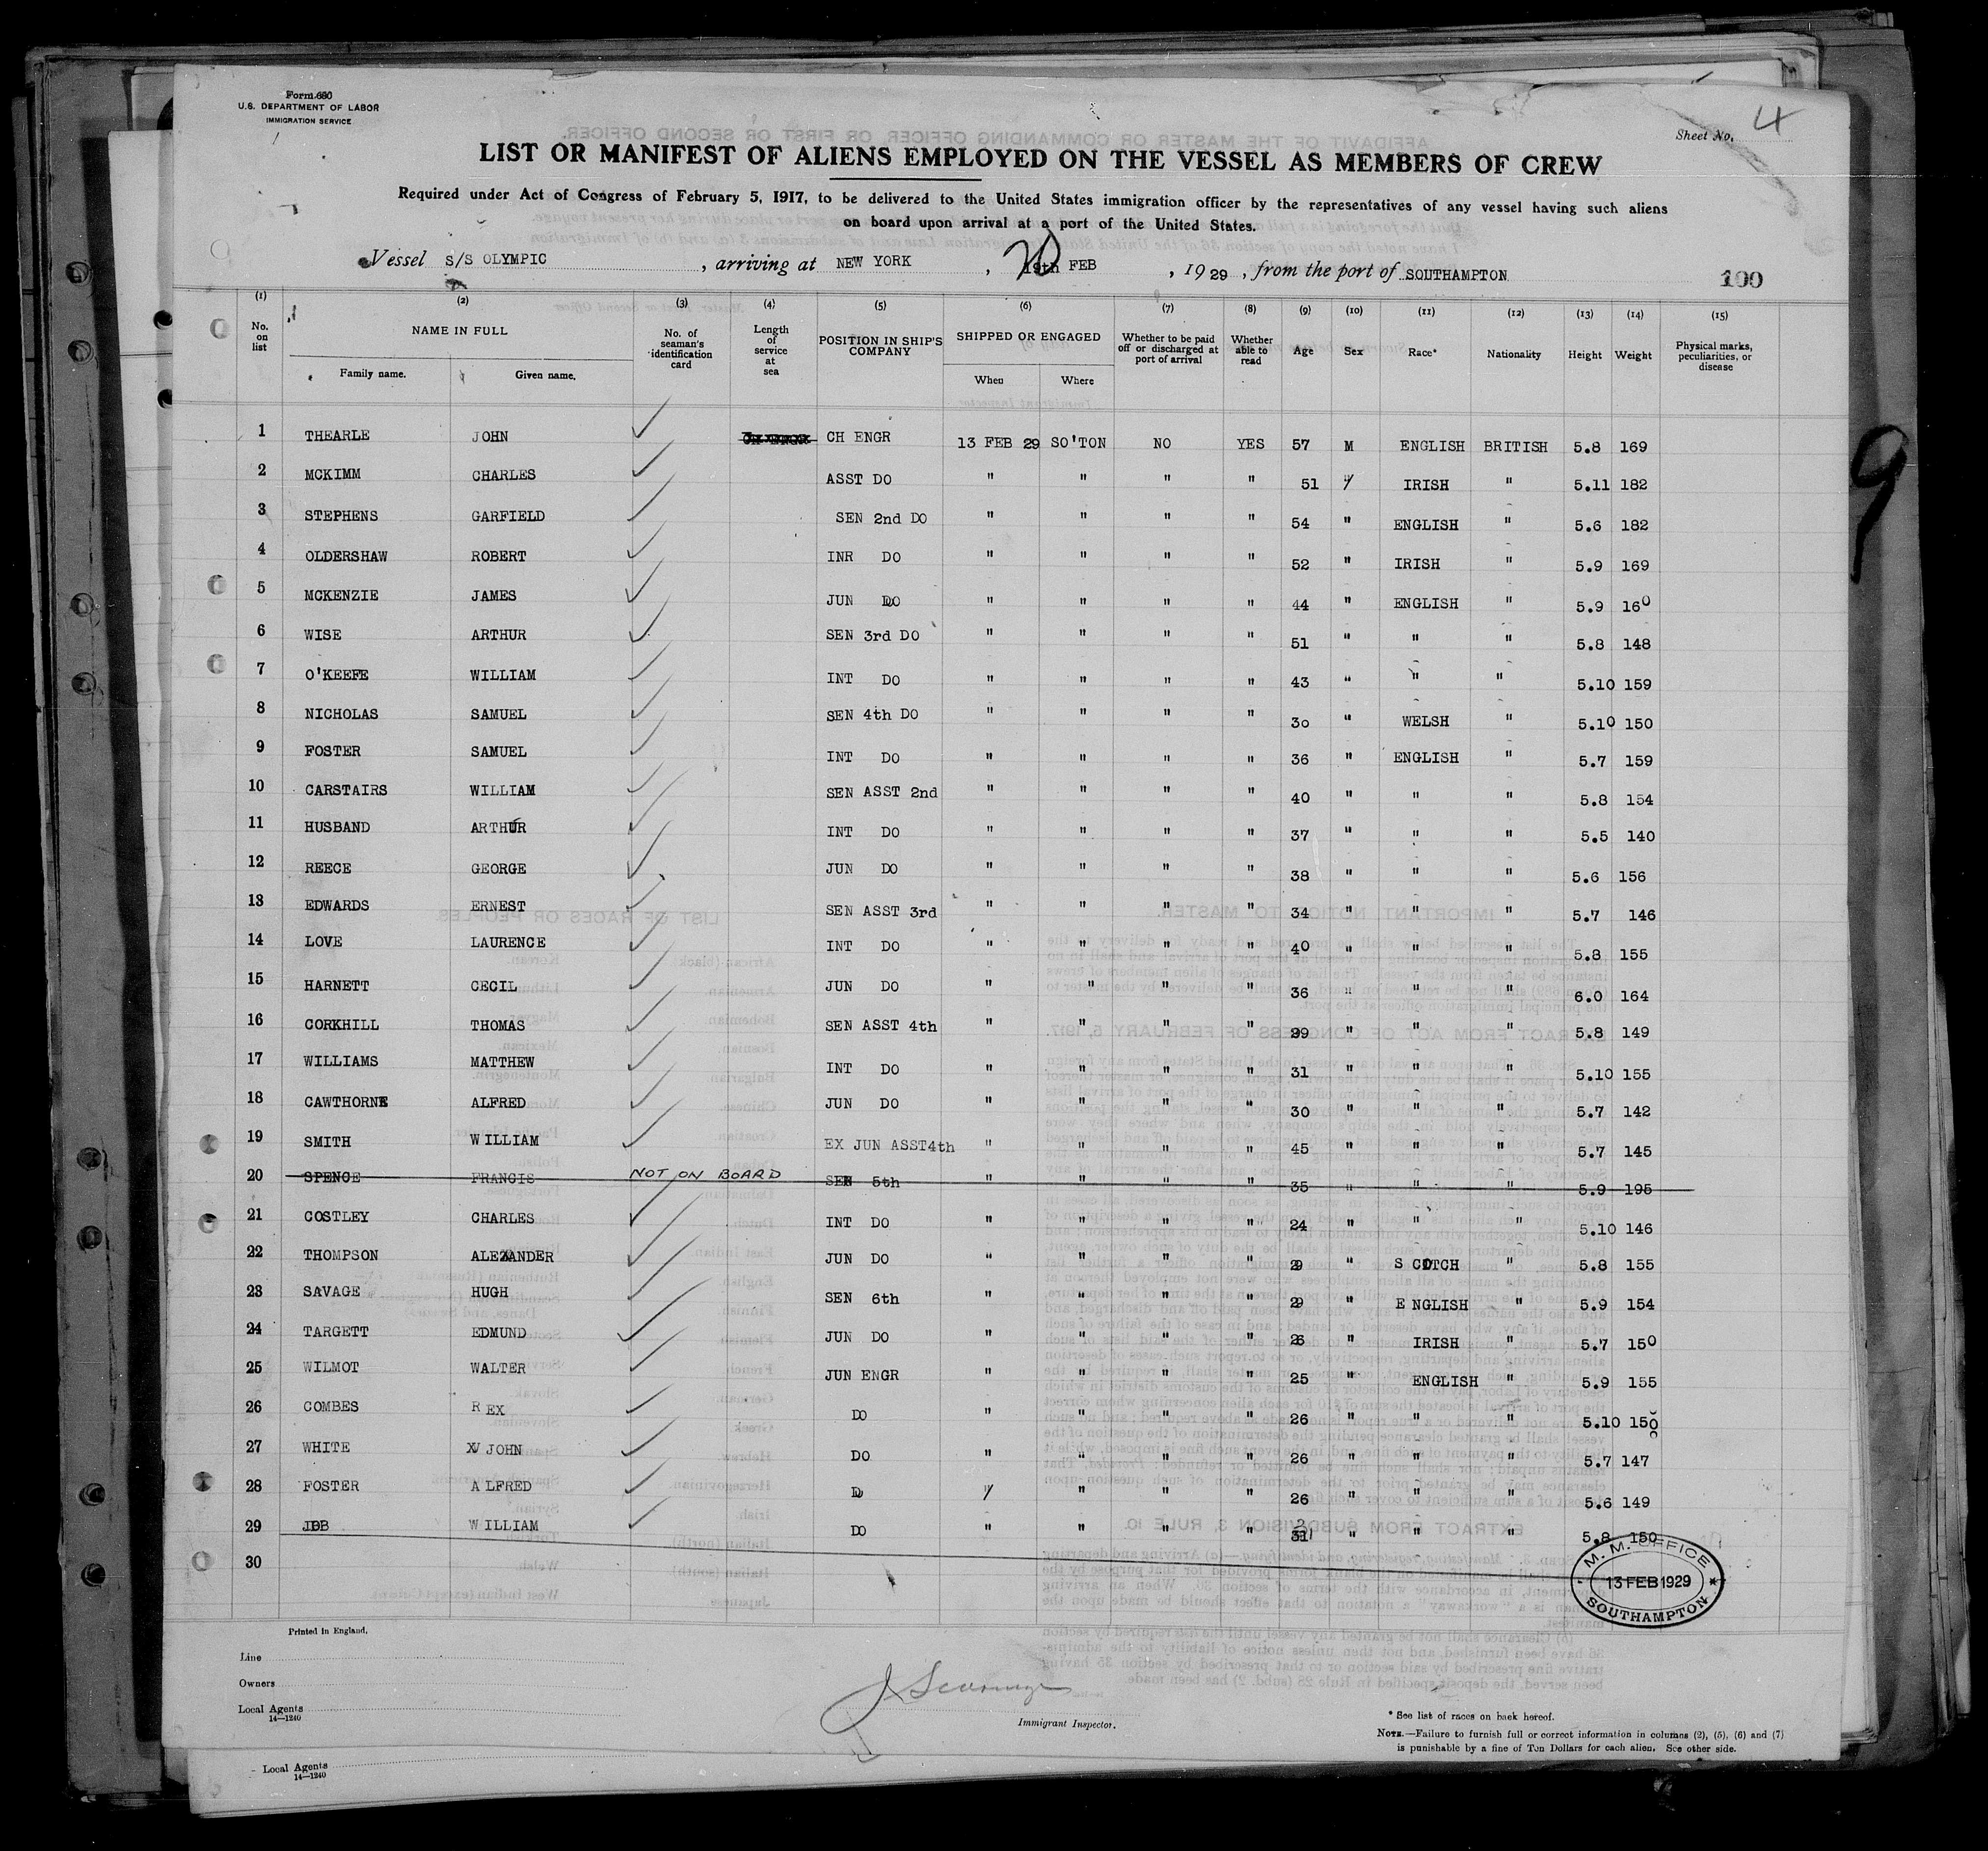 Form 680
U.S. DEPARTMENT OF LABOR
IMMIGRATION SERVICE
4
Sheet No.
LIST OR MANIFEST OF ALIENS EMPLOYED ON THE VESSEL AS MEMBERS OF CREW
Required under Act of Congress of February 5, 1917, to be delivered to the United States immigration officer by the representatives of any vessel having such aliens
on board upon arrival at a port of the United States.
Vessel S/S OLYMPIC, arriving at NEW YORK, 20 19th FEB, 1929, from the port of SOUTHAMPTON 100
(1) (2) (3) (4) (5) (6) (7) (8) (9) (10) (11) (12) (13) (14) (15)
No. on list NAME IN FULL Family name. Given name. No. of seaman's identification card Length of service at sea POSITION IN SHIP'S COMPANY SHIPPED OR ENGAGED When Where Whether to be paid off or discharged at port of arrival Whether able to read Age Sex Race* Nationality Height Weight Physical marks, peculiarities, or disease
1 THEARLE JOHN CH ENGR 13 FEB 29 SO'TON NO YES 57 M ENGLISH BRITISH 5.8 169
2 MCKIMM CHARLES ASST DO " " " " 51 " IRISH " 5.11 182
3 STEPHENS GARFIELD SEN 2nd DO " " " " 54 " ENGLISH " 5.6 182
4 OLDERSHAW ROBERT INR DO " " " " 52 " IRISH " 5.9 169
5 MCKENZIE JAMES JUN DO " " " " 44 " ENGLISH " 5.9 160
6 WISE ARTHUR SEN 3rd DO " " " " 51 " " " 5.8 148
7 O'KEEFE WILLIAM INT DO " " " " 43 " " " 5.10 159
8 NICHOLAS SAMUEL SEN 4th DO " " " " 30 " WELSH " 5.10 150
9 FOSTER SAMUEL INT DO " " " " 36 " ENGLISH " 5.7 159
10 CARSTAIRS WILLIAM SEN ASST 2nd " " " " 40 " " " 5.8 154
11 HUSBAND ARTHUR INT DO " " " " 37 " " " 5.5 140
12 REECE GEORGE JUN DO " " " " 38 " " " 5.6 156
13 EDWARDS ERNEST SEN ASST 3rd " " " " 34 " " " 5.7 146
14 LOVE LAURENCE INT DO " " " " 40 " " " 5.8 155
15 HARNETT CECIL JUN DO " " " " 36 " " " 6.0 164
16 CORKHILL THOMAS SEN ASST 4th " " " " 29 " " " 5.8 149
17 WILLIAMS MATTHEW INT DO " " " " 31 " " " 5.10 155
18 CAWTHORNE ALFRED JUN DO " " " " 30 " " " 5.7 142
19 SMITH WILLIAM EX JUN ASST4th " " " " 45 " " " 5.7 145
20 SPENCE FRANCIS NOT ON BOARD SEN 5th " " " " 35 " " " 5.9 195
21 COSTLEY CHARLES INT DO " " " " 24 " " " 5.10 146
22 THOMPSON ALEXANDER JUN DO " " " " 29 " SCOTCH " 5.8 155
23 SAVAGE HUGH SEN 6th " " " " 29 " ENGLISH " 5.9 154
24 TARGETT EDMUND JUN DO " " " " 26 " IRISH " 5.7 150
25 WILMOT WALTER JUN ENGR " " " " 25 " ENGLISH " 5.9 155
26 COMBES REX DO " " " " 26 " " " 5.10 150
27 WHITE JOHN DO " " " " 26 " " " 5.7 147
28 FOSTER ALFRED DO " " " " 26 " " " 5.6 149
29 WILLIAM DO " " " " 31 " " " 5.8 150
30
M. M. OFFICE
13 FEB 1929
SOUTHAMPTON
9
Printed in England.
Line
Owners
Local Agents
14—1240
Immigrant Inspector.
* See list of races on back hereof.
NOTE.—Failure to furnish full or correct information in columns (2), (5), (6) and (7)
is punishable by a fine of Ten Dollars for each alien. See other side.
Local Agents
14—1240